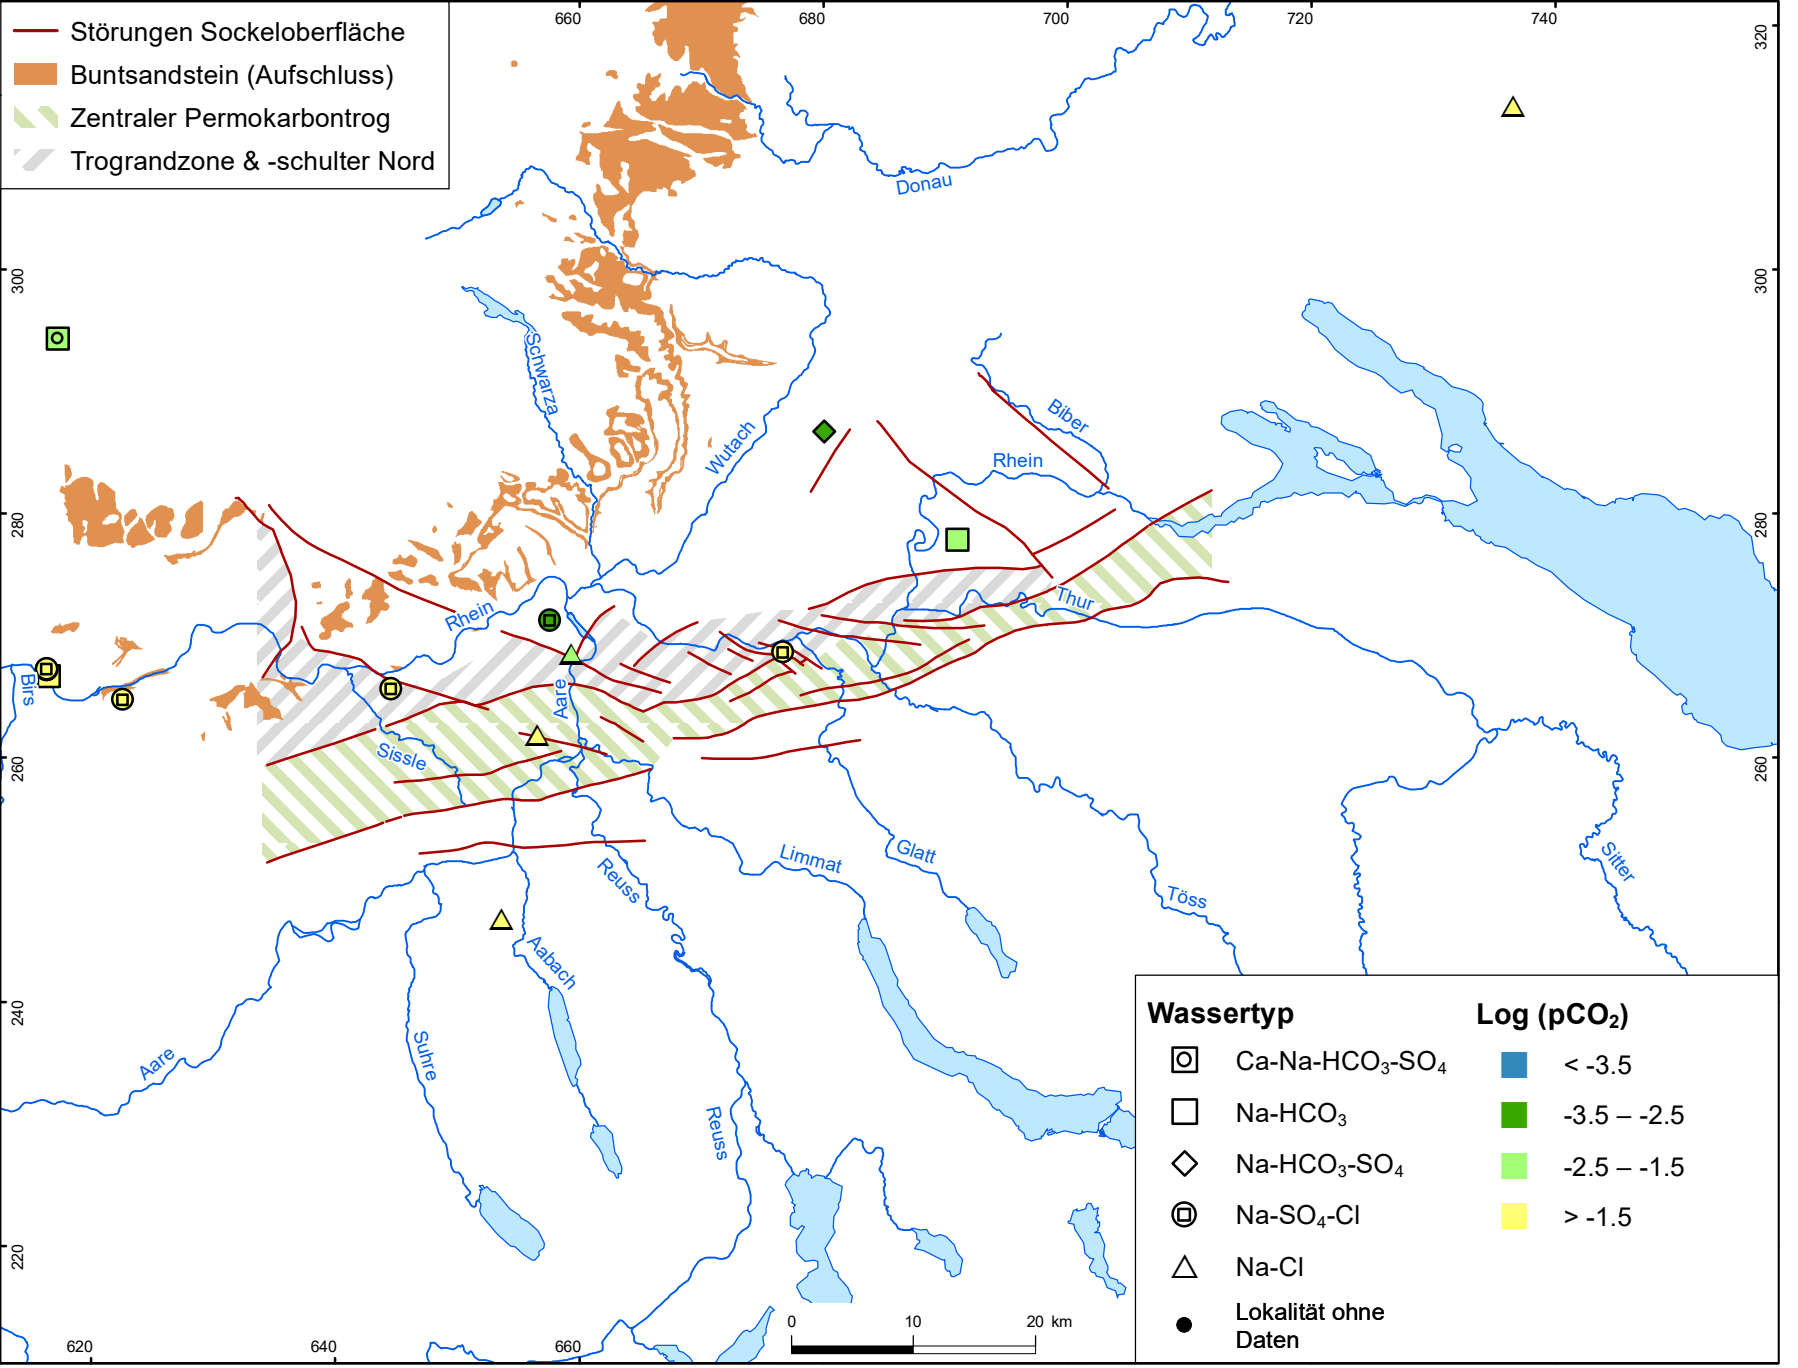 660
680
700
720
740
320
Störungen Sockeloberfläche
Buntsandstein (Aufschluss)
Zentraler Permokarbontrog
Trograndzone & -schulter Nord
Donau
300
300
Schwarza
Wutach
Biber
Rhein
280
280
Rhein
Thur
Birs
Aare
Sissle
260
260
Limmat
Glatt
Reuss
Töss
Sitter
Aabach
240
Aare
Suhre
Reuss
220
Wassertyp
Log (pCO₂)
Ca-Na-HCO₃-SO₄
< -3.5
Na-HCO₃
-3.5 – -2.5
Na-HCO₃-SO₄
-2.5 – -1.5
Na-SO₄-Cl
> -1.5
Na-Cl
Lokalität ohne
Daten
0 10 20 km
620
640
660